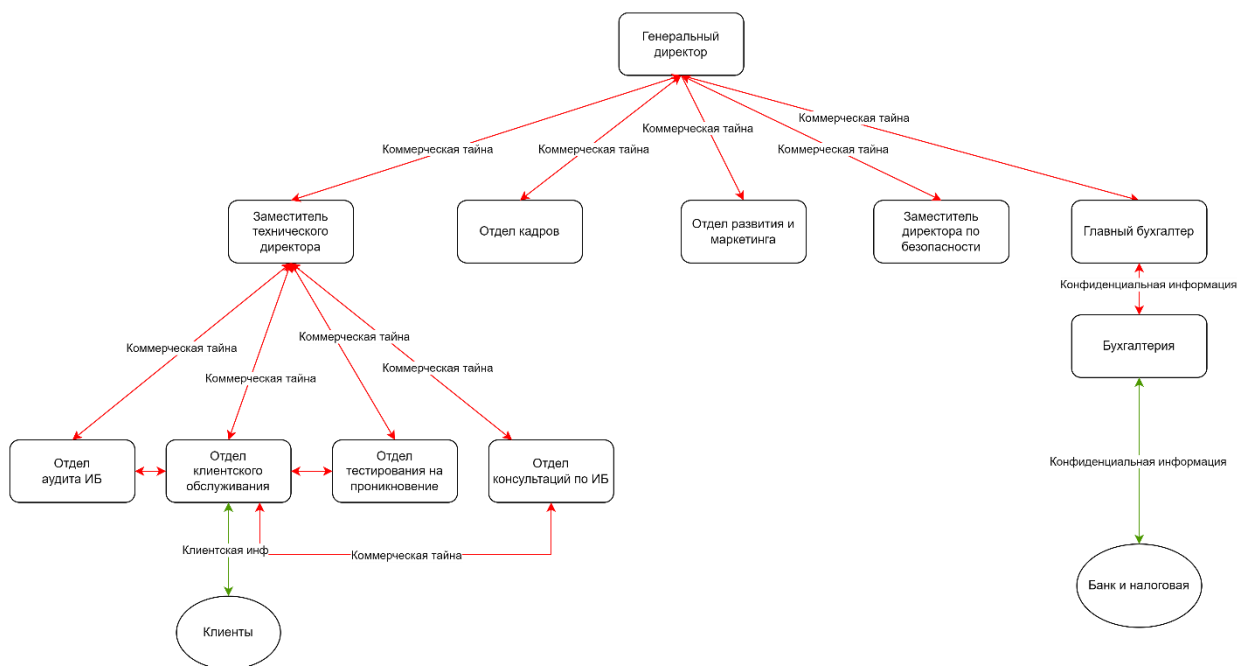 Генеральный
директор
Коммерческая тайна
Коммерческая тайна
Коммерческая тайна
Коммерческая тайна
Коммерческая тайна
Заместитель
технического
директора
Отдел кадров
Отдел развития и
маркетинга
Заместитель
директора по
безопасности
Главный бухгалтер
Конфиденциальная информация
Бухгалтерия
Коммерческая тайна
Коммерческая тайна
Коммерческая тайна
Коммерческая тайна
Отдел
аудита ИБ
Отдел
клиентского
обслуживания
Отдел
тестирования на
проникновение
Отдел
консультаций по ИБ
Конфиденциальная информация
Клиентская инф
Коммерческая тайна
Клиенты
Банк и налоговая